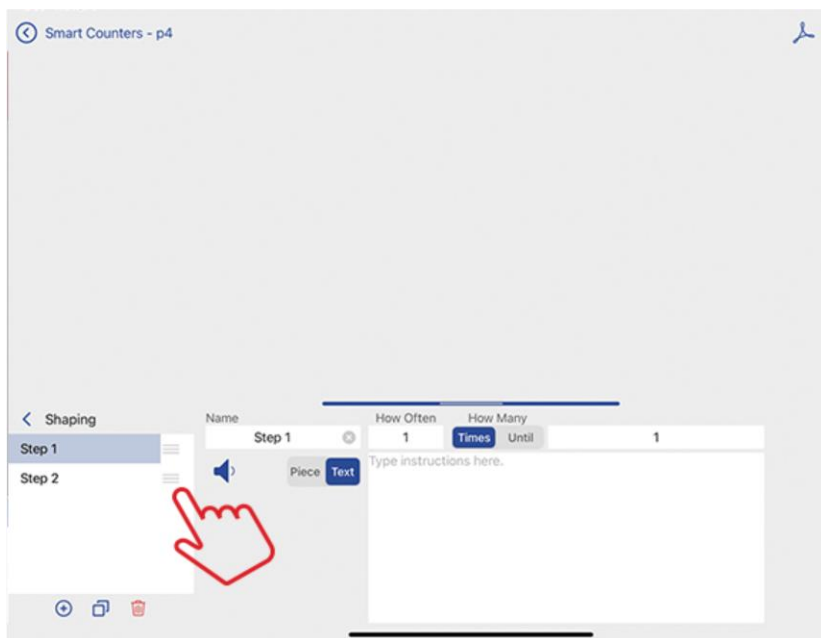 Smart Counters - p4
Shaping
Name
How Often
How Many
Step 1
Step 1
1
Times
Until
1
Step 2
Piece
Text
Type instructions here.